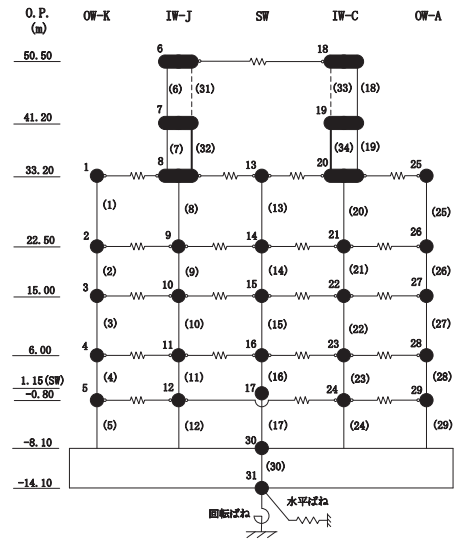 O.P. OW-K IW-J SW IW-C OW-A
(m)
6 18
50.50
(6) (31) (33) (18)
7 19
41.20
(7) (32) (34) (19)
1 8 13 20 25
33.20
(1) (8) (13) (20) (25)
2 9 14 21 26
22.50
(2) (9) (14) (21) (26)
3 10 15 22 27
15.00
(3) (10) (15) (22) (27)
4 11 16 23 28
6.00
(4) (11) (16) (23) (28)
1.15(SW)
5 12 17 24 29
-0.80
(5) (12) (17) (24) (29)
30
-8.10
(30)
31
-14.10
回転ばね 水平ばね